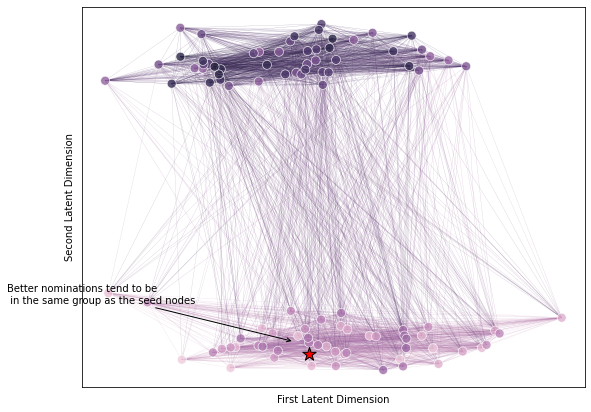 Second Latent Dimension
Better nominations tend to be
in the same group as the seed nodes
First Latent Dimension